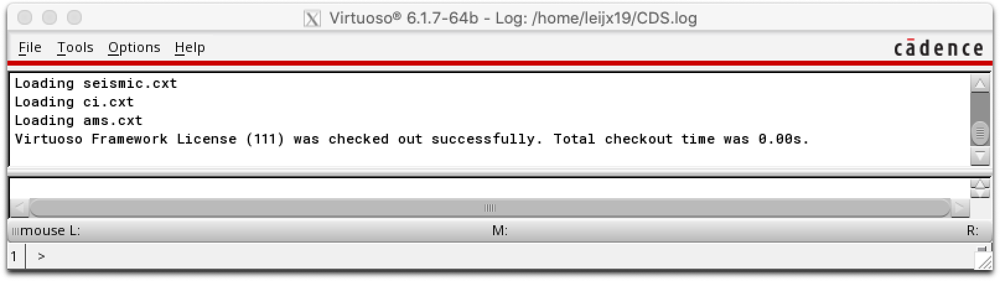 Virtuoso® 6.1.7-64b - Log: /home/leijx19/CDS.log
File Tools Options Help cādence
Loading seismic.cxt
Loading ci.cxt
Loading ams.cxt
Virtuoso Framework License (111) was checked out successfully. Total checkout time was 0.00s.
mouse L: M: R:
1 >